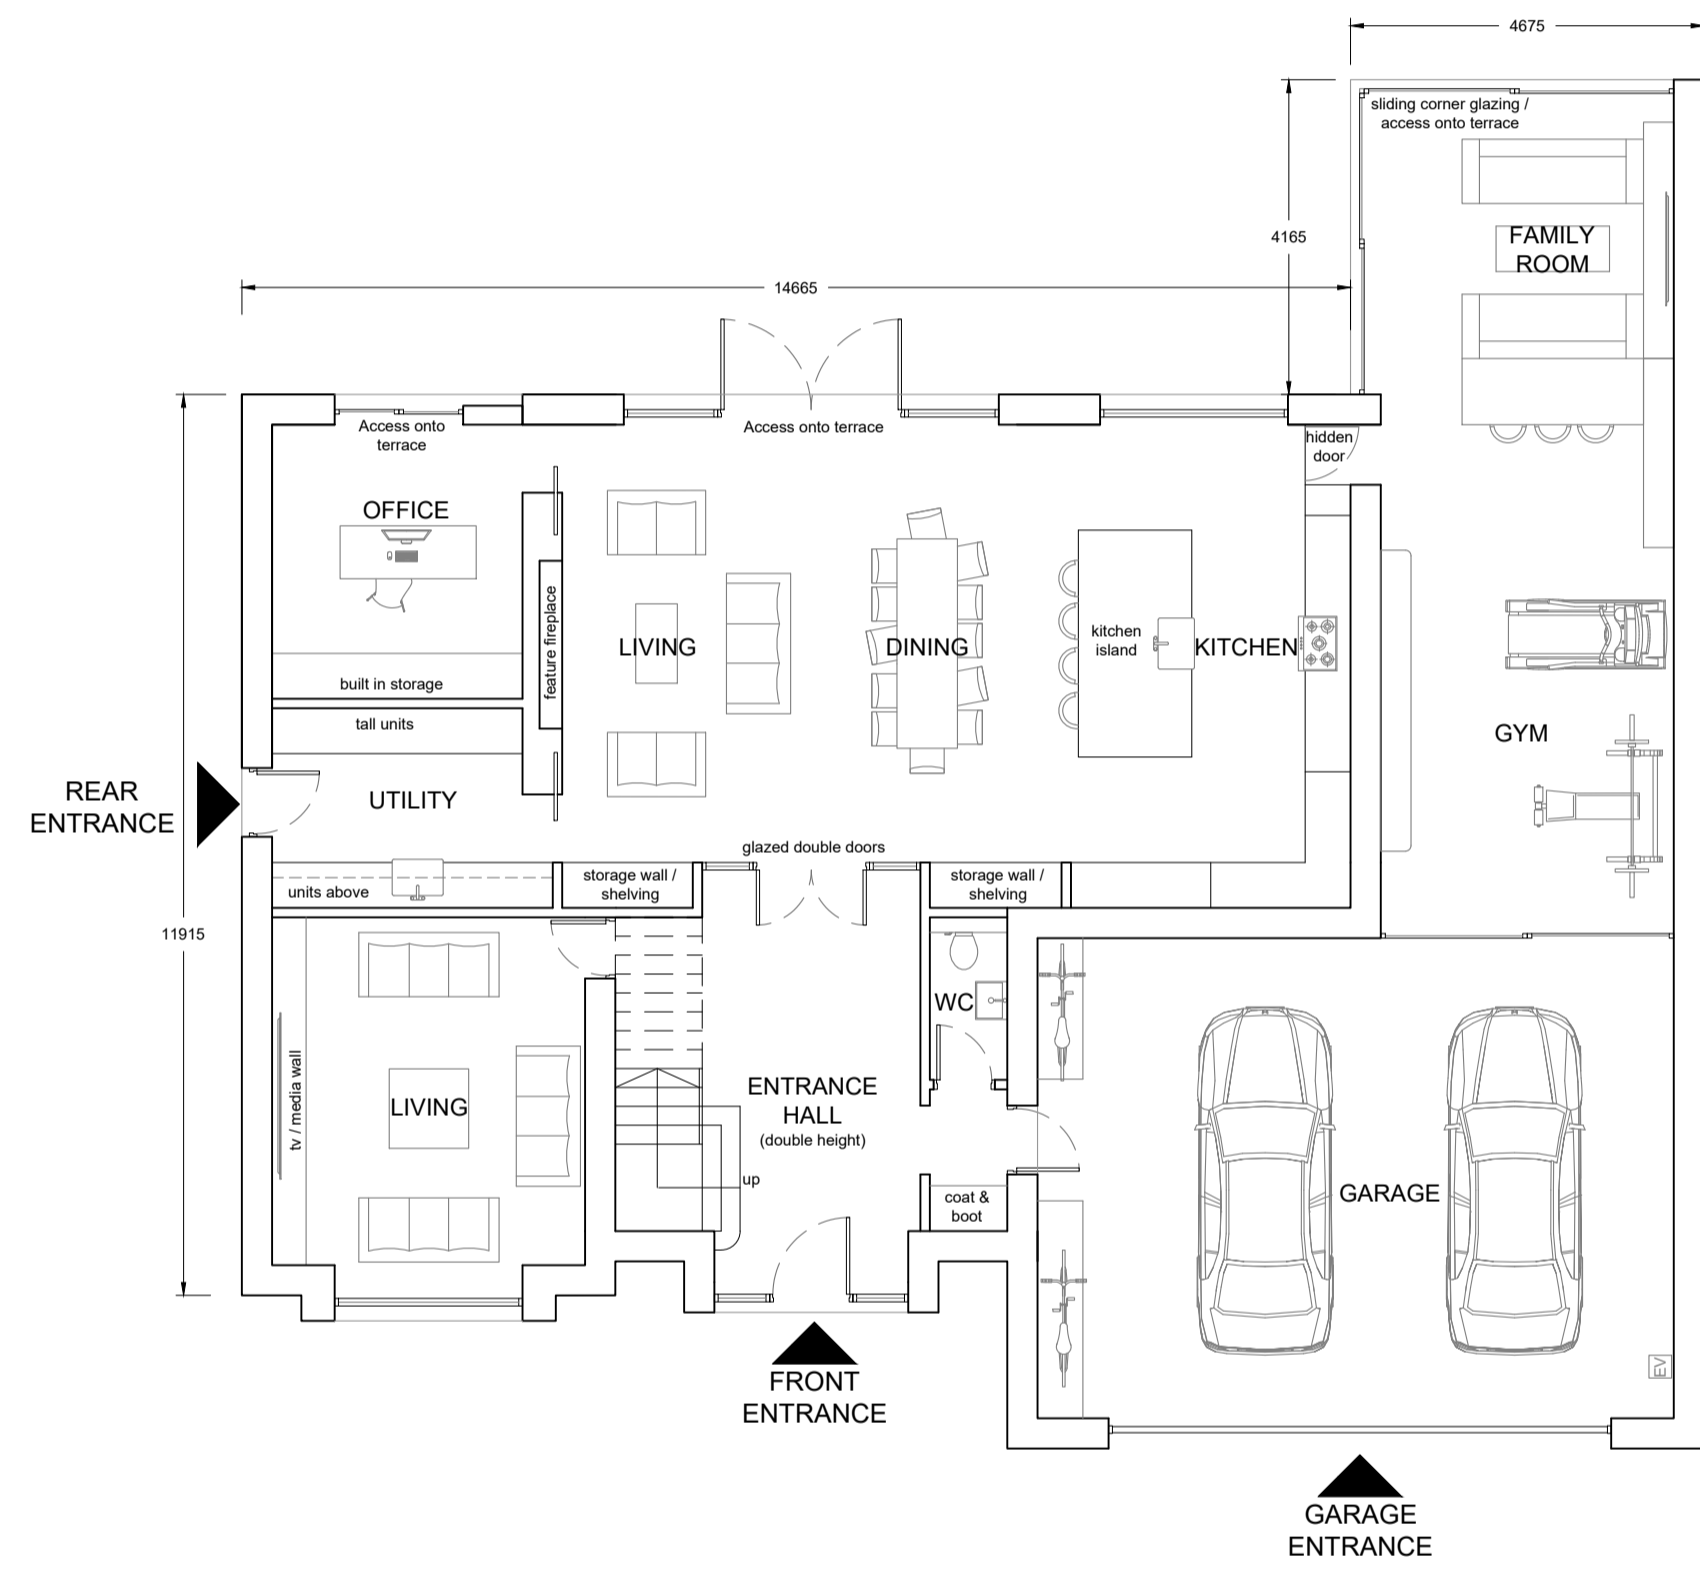 4675
sliding corner glazing /
access onto terrace
FAMILY
ROOM
4165
14665
Access onto
terrace
Access onto terrace
hidden
door
OFFICE
feature fireplace
LIVING
DINING
kitchen
island
KITCHEN
built in storage
tall units
GYM
REAR
ENTRANCE
UTILITY
glazed double doors
units above
storage wall /
shelving
storage wall /
shelving
11915
WC
tv / media wall
LIVING
ENTRANCE
HALL
(double height)
up
coat &
boot
GARAGE
EV
FRONT
ENTRANCE
GARAGE
ENTRANCE